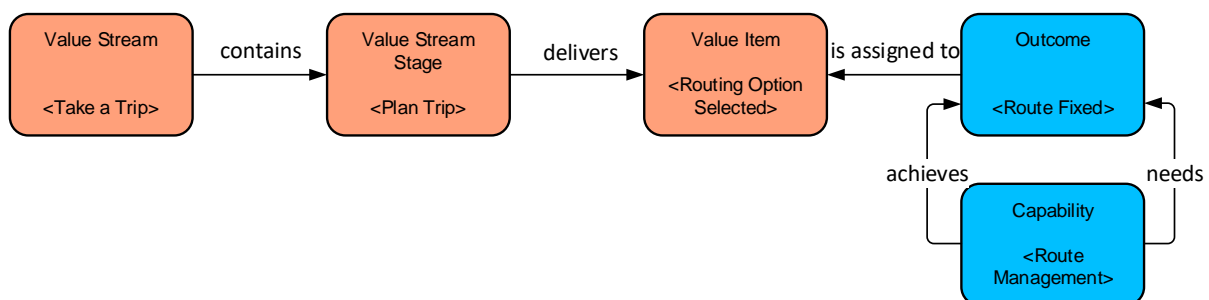 Value Stream
<Take a Trip>
contains
Value Stream
Stage
<Plan Trip>
delivers
Value Item
<Routing Option
Selected>
is assigned to
Outcome
<Route Fixed>
achieves
needs
Capability
<Route
Management>